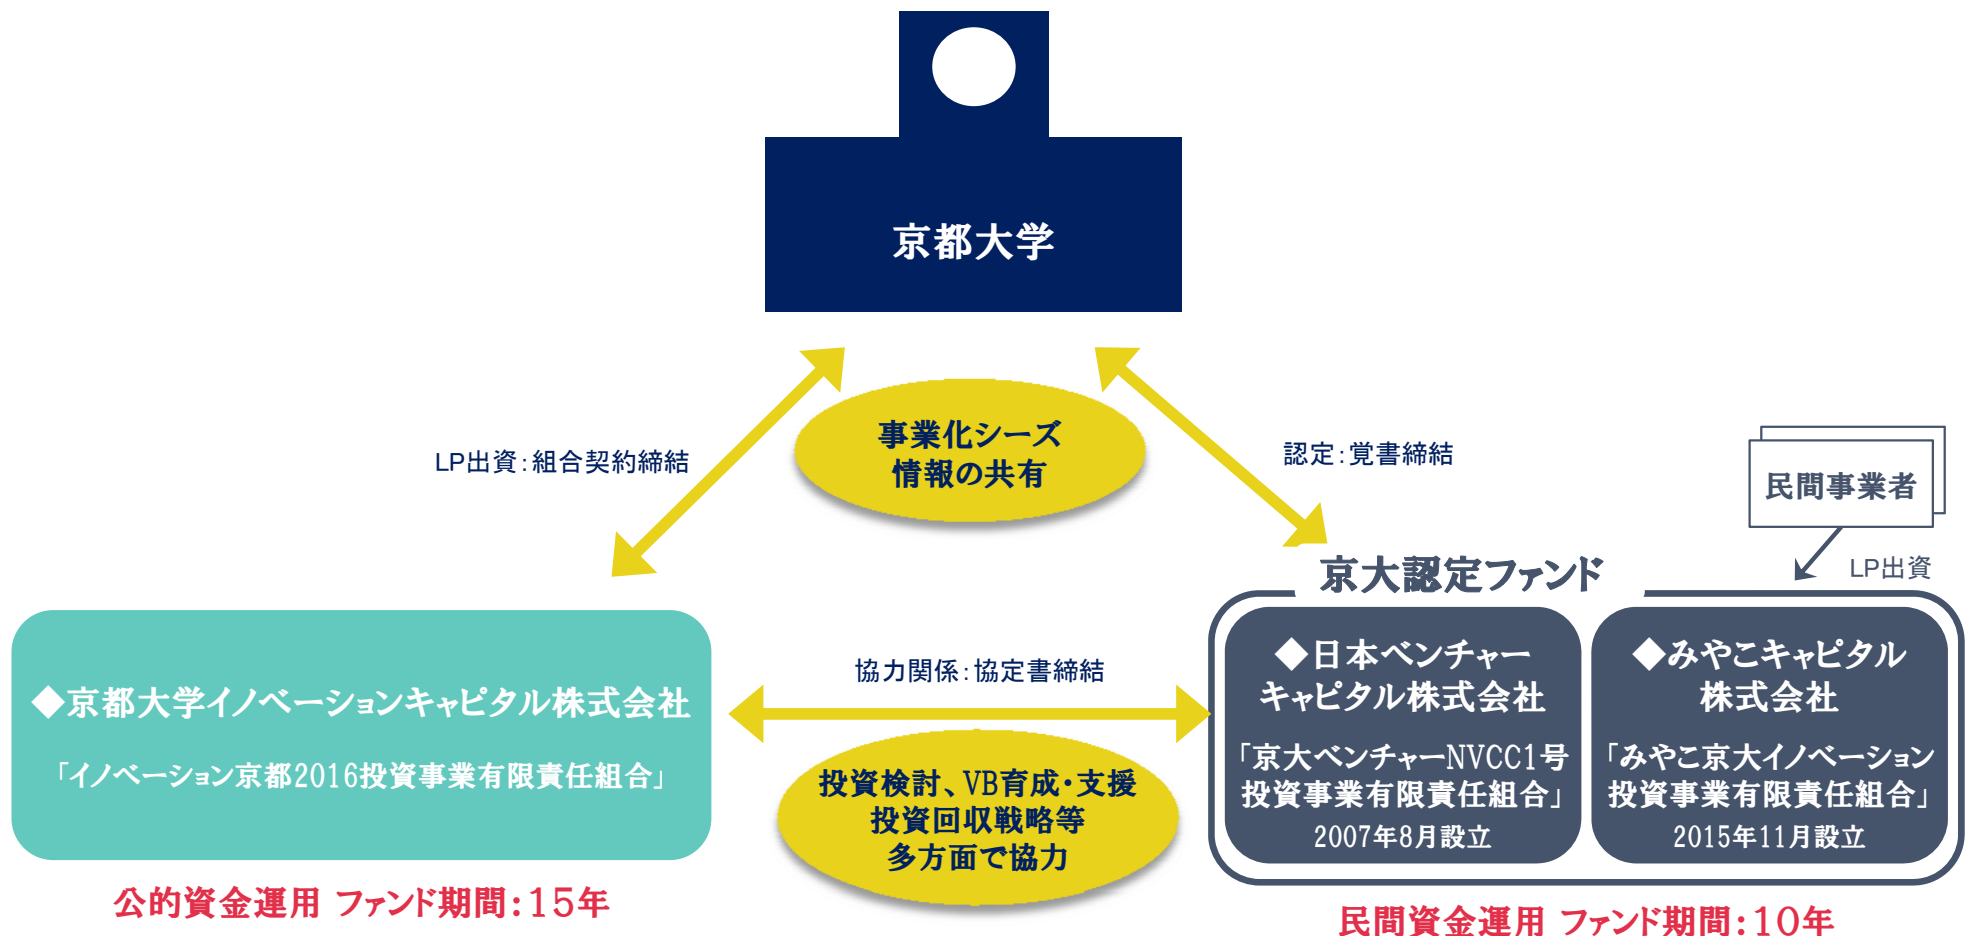 京都大学
事業化シーズ
情報の共有
LP出資:組合契約締結
認定:覚書締結
民間事業者
LP出資
京大認定ファンド
◆京都大学イノベーションキャピタル株式会社
「イノベーション京都2016投資事業有限責任組合」
公的資金運用 ファンド期間:15年
協力関係:協定書締結
投資検討、VB育成・支援
投資回収戦略等
多方面で協力
◆日本ベンチャー
キャピタル株式会社
「京大ベンチャーNVCC1号
投資事業有限責任組合」
2007年8月設立
◆みやこキャピタル
株式会社
「みやこ京大イノベーション
投資事業有限責任組合」
2015年11月設立
民間資金運用 ファンド期間:10年